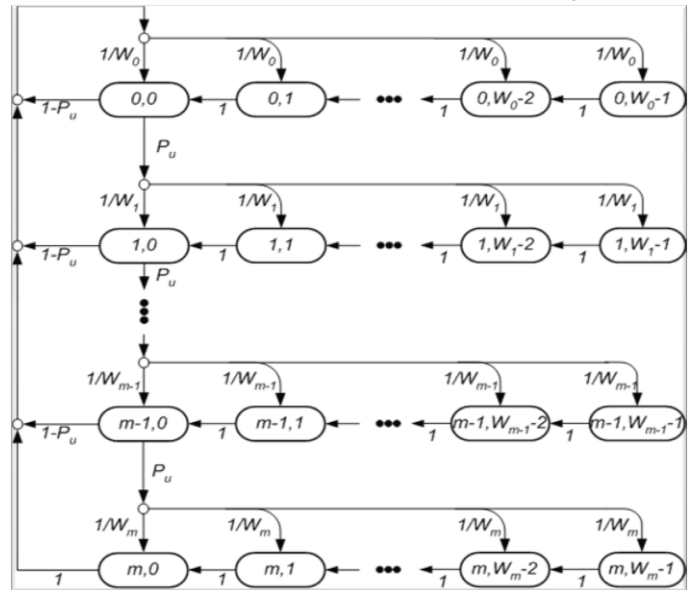 1/W₀ 1/W₀ 1/W₀ 1/W₀
0,0 0,1 ••• 0,W₀-2 0,W₀-1
1-Pᵤ 1 1 1
Pᵤ
1/W₁ 1/W₁ 1/W₁ 1/W₁
1,0 1,1 ••• 1,W₁-2 1,W₁-1
1-Pᵤ 1 1 1
Pᵤ
1/Wₘ₋₁ 1/Wₘ₋₁ 1/Wₘ₋₁ 1/Wₘ₋₁
m-1,0 m-1,1 ••• m-1,Wₘ₋₁-2 m-1,Wₘ₋₁-1
1-Pᵤ 1 1 1
Pᵤ
1/Wₘ 1/Wₘ 1/Wₘ 1/Wₘ
m,0 m,1 ••• m,Wₘ-2 m,Wₘ-1
1 1 1 1